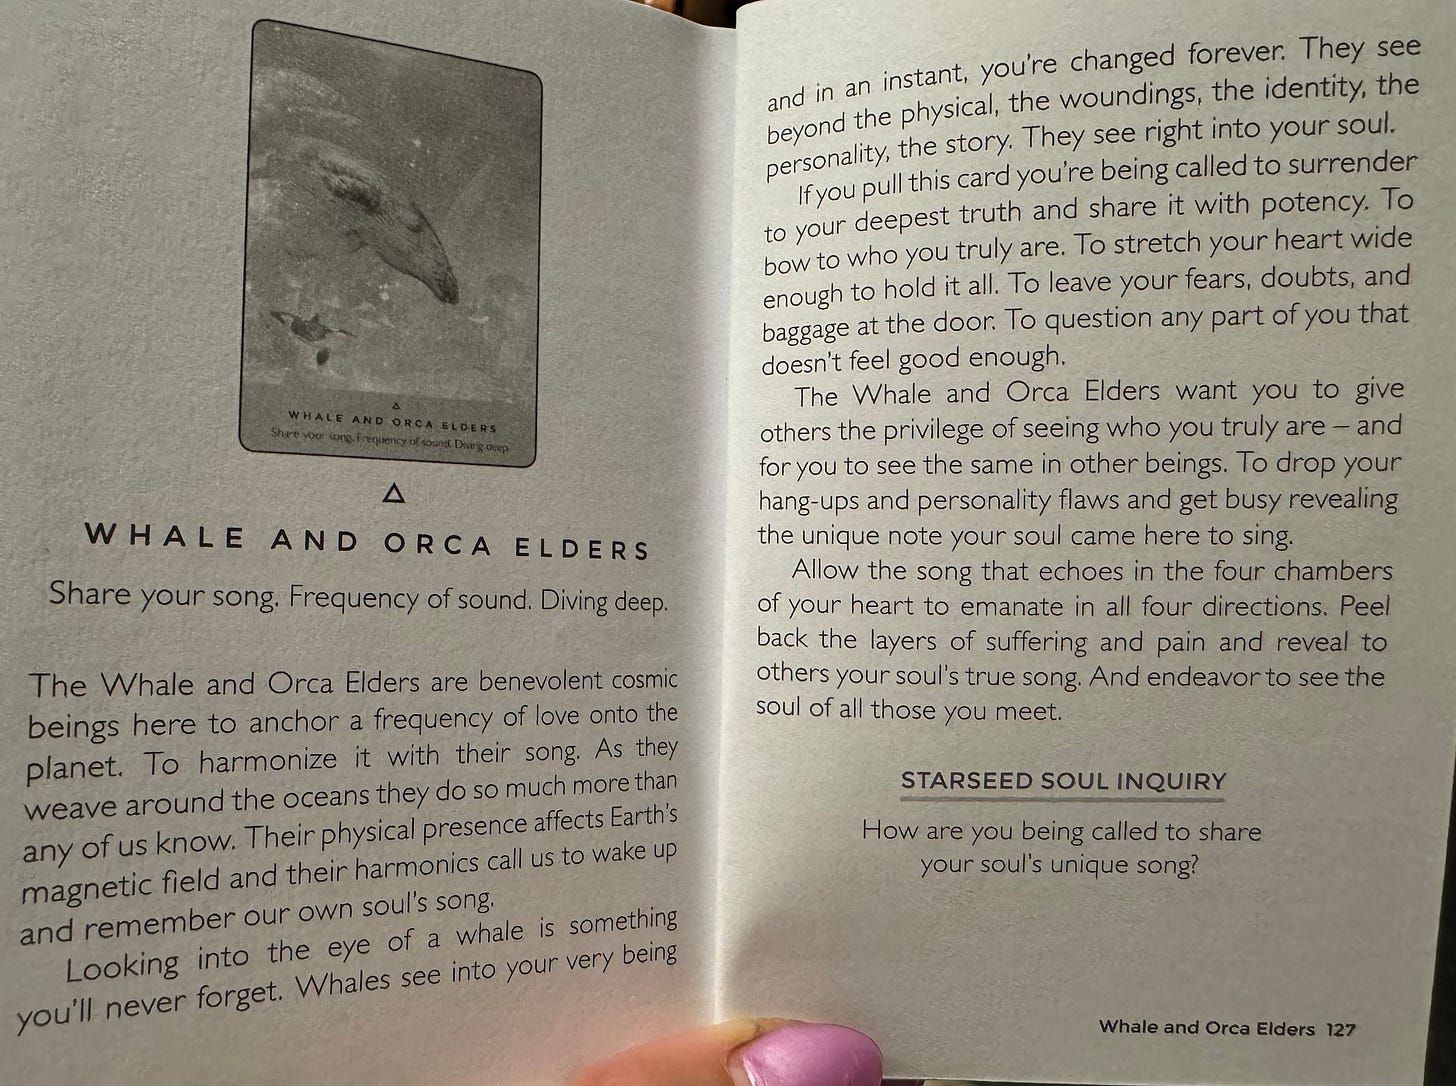 WHALE AND ORCA ELDERS
Share your song. Frequency of sound. Diving deep.
WHALE AND ORCA ELDERS
Share your song. Frequency of sound. Diving deep.
The Whale and Orca Elders are benevolent cosmic
beings here to anchor a frequency of love onto the
planet. To harmonize it with their song. As they
weave around the oceans they do so much more than
any of us know. Their physical presence affects Earth's
magnetic field and their harmonics call us to wake up
and remember our own soul's song.
Looking into the eye of a whale is something
you'll never forget. Whales see into your very being
and in an instant, you're changed forever. They see
beyond the physical, the woundings, the identity, the
personality, the story. They see right into your soul.
If you pull this card you're being called to surrender
to your deepest truth and share it with potency. To
bow to who you truly are. To stretch your heart wide
enough to hold it all. To leave your fears, doubts, and
baggage at the door. To question any part of you that
doesn't feel good enough.
The Whale and Orca Elders want you to give
others the privilege of seeing who you truly are – and
for you to see the same in other beings. To drop your
hang-ups and personality flaws and get busy revealing
the unique note your soul came here to sing.
Allow the song that echoes in the four chambers
of your heart to emanate in all four directions. Peel
back the layers of suffering and pain and reveal to
others your soul's true song. And endeavor to see the
soul of all those you meet.
STARSEED SOUL INQUIRY
How are you being called to share
your soul's unique song?
Whale and Orca Elders 127